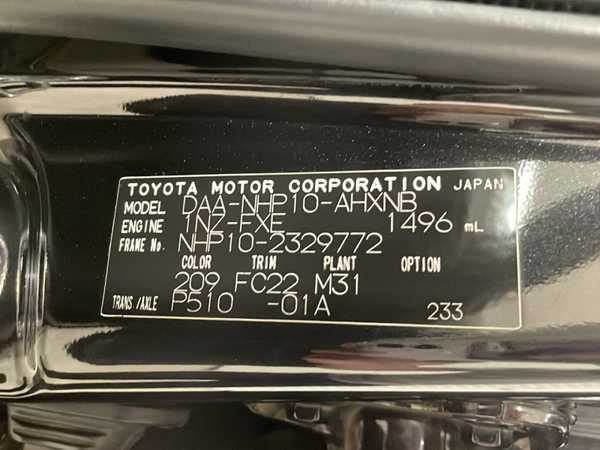 TOYOTA MOTOR CORPORATION JAPAN
MODEL DAA-NHP10-AHXNB
ENGINE 1NZ-FXE 1496 mL
FRAME No. NHP10-2329772
COLOR TRIM PLANT OPTION
209 FC22 M31
TRANS./AXLE P510 -01A 233